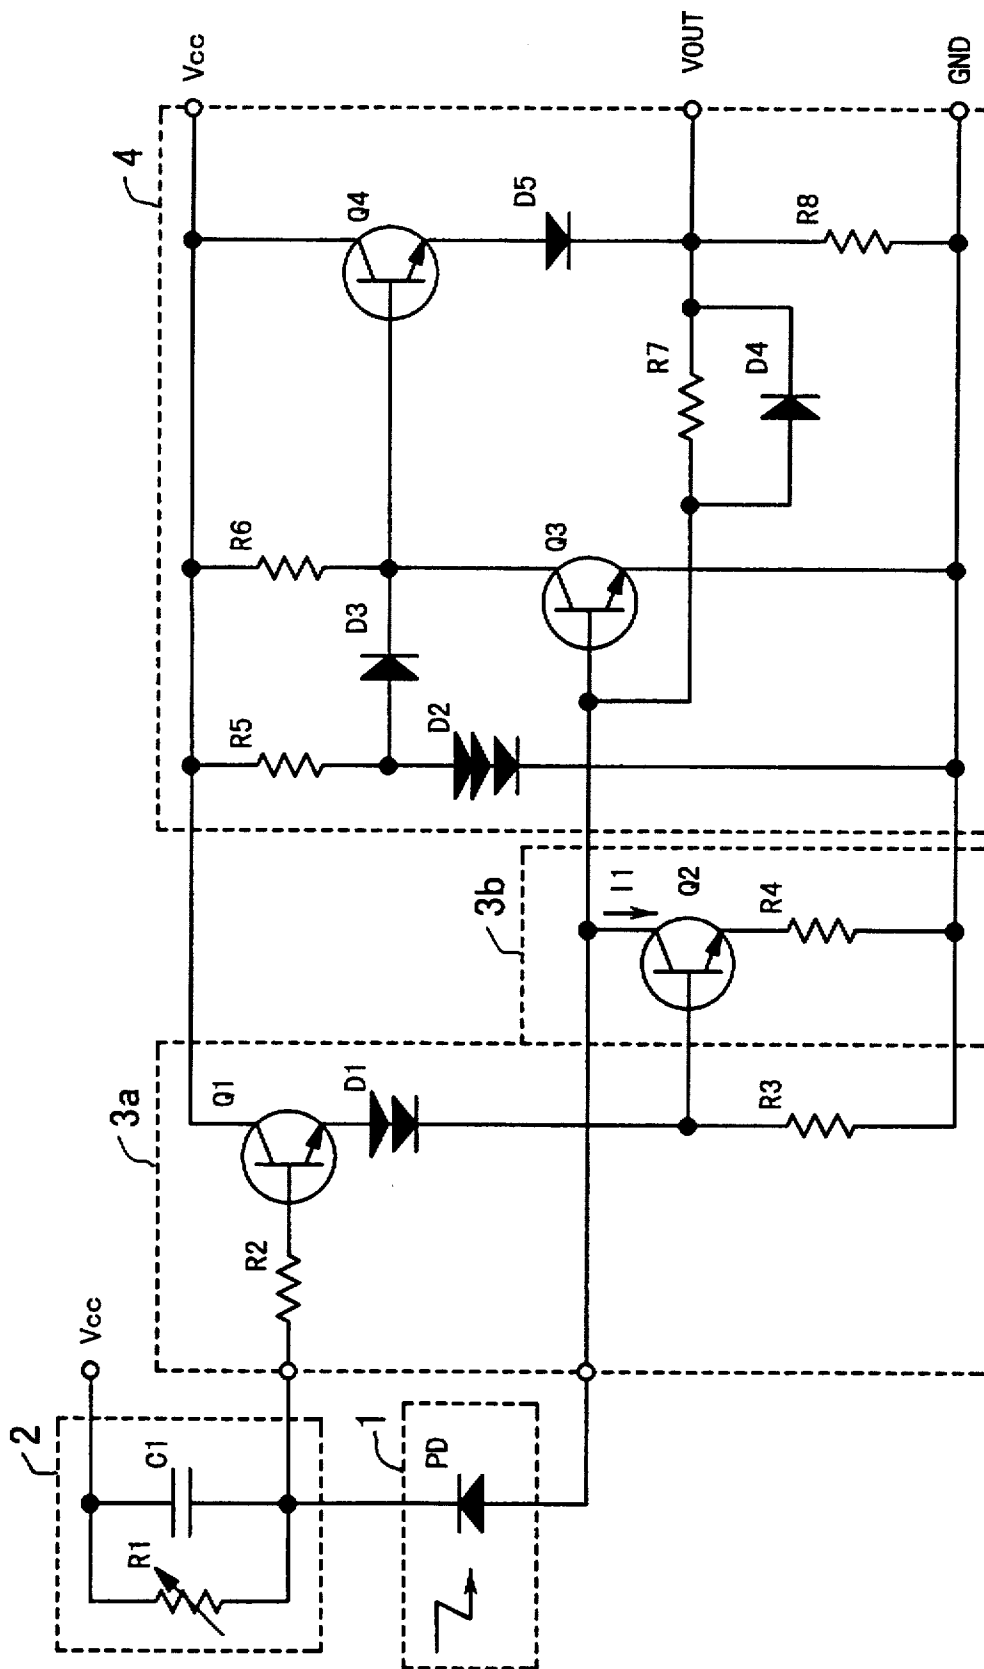 2
Vcc
C1
R1
1
PD
3a
R2
Q1
D1
R3
3b
I1
Q2
R4
4
Vcc
R5
D3
R6
D2
Q3
Q4
D5
R7
D4
R8
VOUT
GND